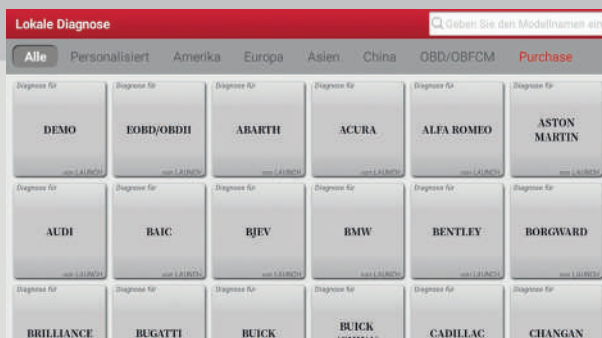 Lokale Diagnose
Geben Sie den Modellnamen ein
Alle Personalisiert Amerika Europa Asien China OBD/OBFCM Purchase
Diagnose für Diagnose für Diagnose für Diagnose für Diagnose für Diagnose für
DEMO EOBD/OBDII ABARTH ACURA ALFA ROMEO ASTON
MARTIN
von LAUNCH von LAUNCH von LAUNCH von LAUNCH von LAUNCH von LAUNCH
Diagnose für Diagnose für Diagnose für Diagnose für Diagnose für Diagnose für
AUDI BAIC BJEV BMW BENTLEY BORGWARD
von LAUNCH von LAUNCH von LAUNCH von LAUNCH von LAUNCH von LAUNCH
Diagnose für Diagnose für Diagnose für Diagnose für Diagnose für Diagnose für
BRILLIANCE BUGATTI BUICK BUICK CADILLAC CHANGAN